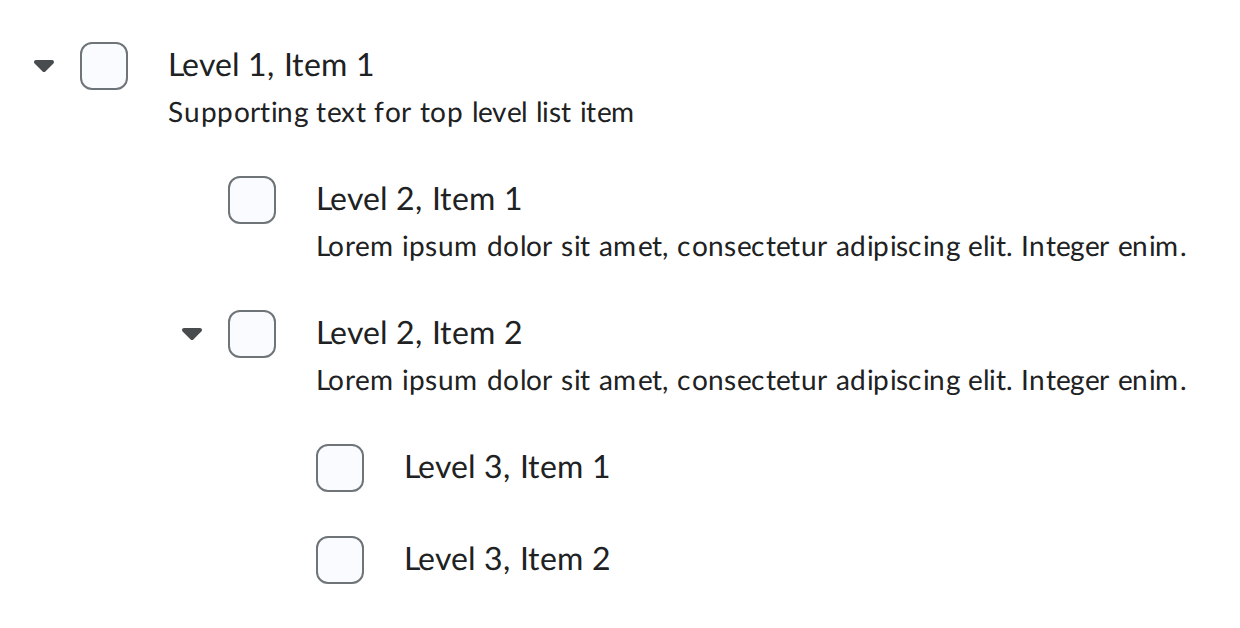 Level 1, Item 1
Supporting text for top level list item
Level 2, Item 1
Lorem ipsum dolor sit amet, consectetur adipiscing elit. Integer enim.
Level 2, Item 2
Lorem ipsum dolor sit amet, consectetur adipiscing elit. Integer enim.
Level 3, Item 1
Level 3, Item 2